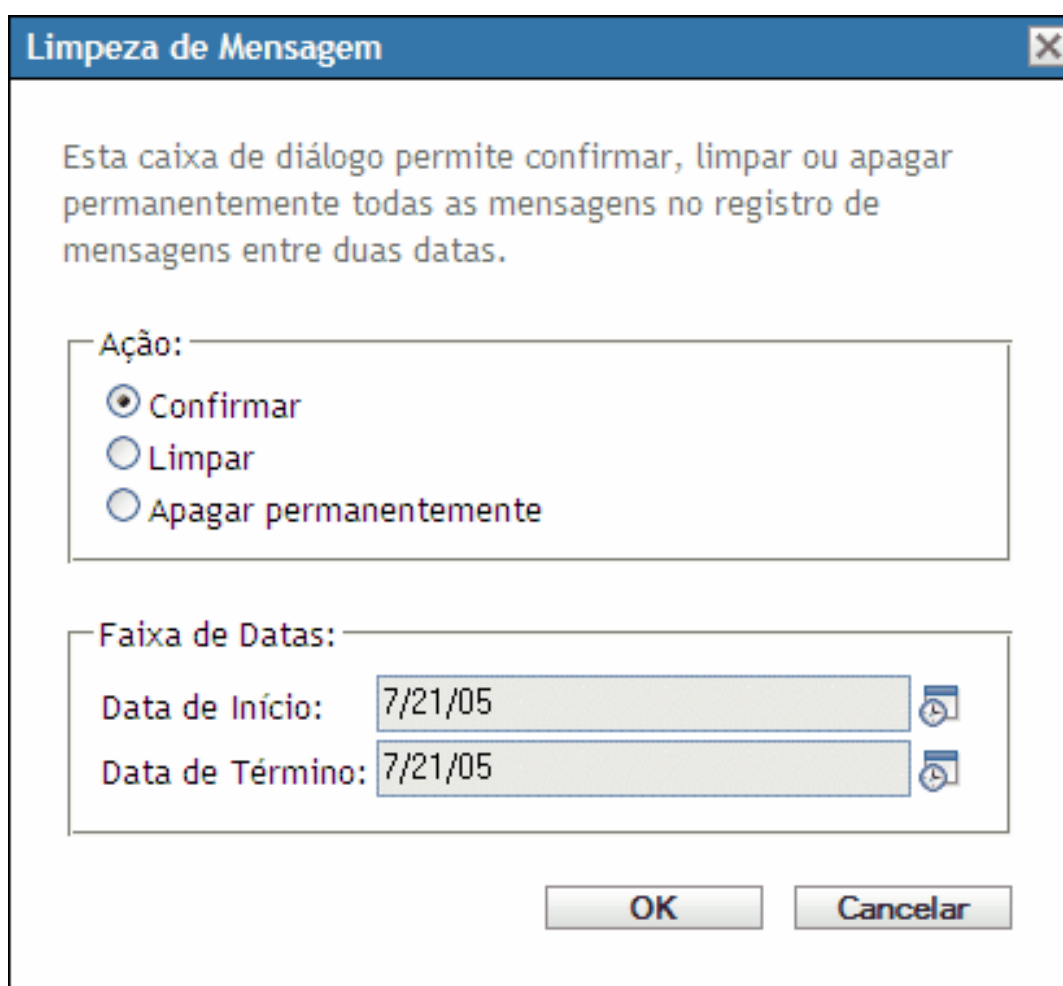 Limpeza de Mensagem
Esta caixa de diálogo permite confirmar, limpar ou apagar
permanentemente todas as mensagens no registro de
mensagens entre duas datas.
Ação:
Confirmar
Limpar
Apagar permanentemente
Faixa de Datas:
Data de Início: 7/21/05
Data de Término: 7/21/05
OK Cancelar